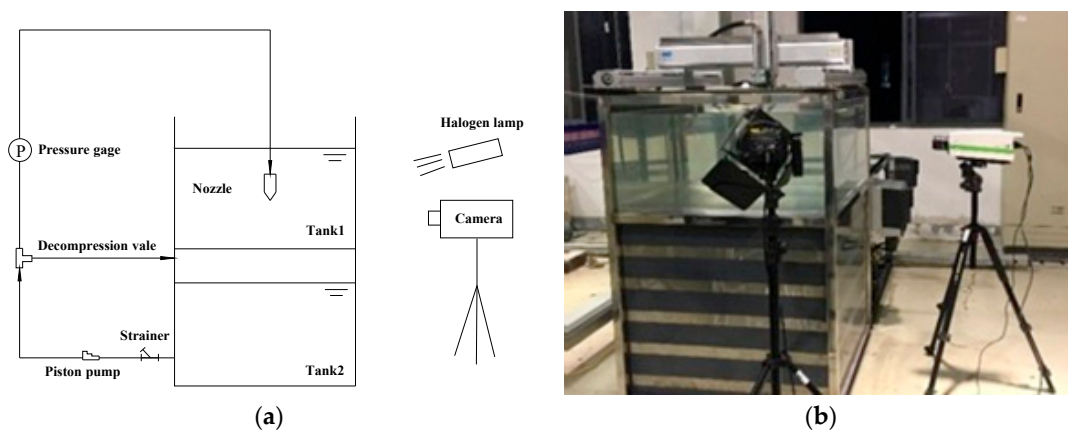 Halogen lamp
P
Pressure gage
Nozzle
Camera
Tank1
Decompression vale
Strainer
Piston pump
Tank2
(a)
(b)